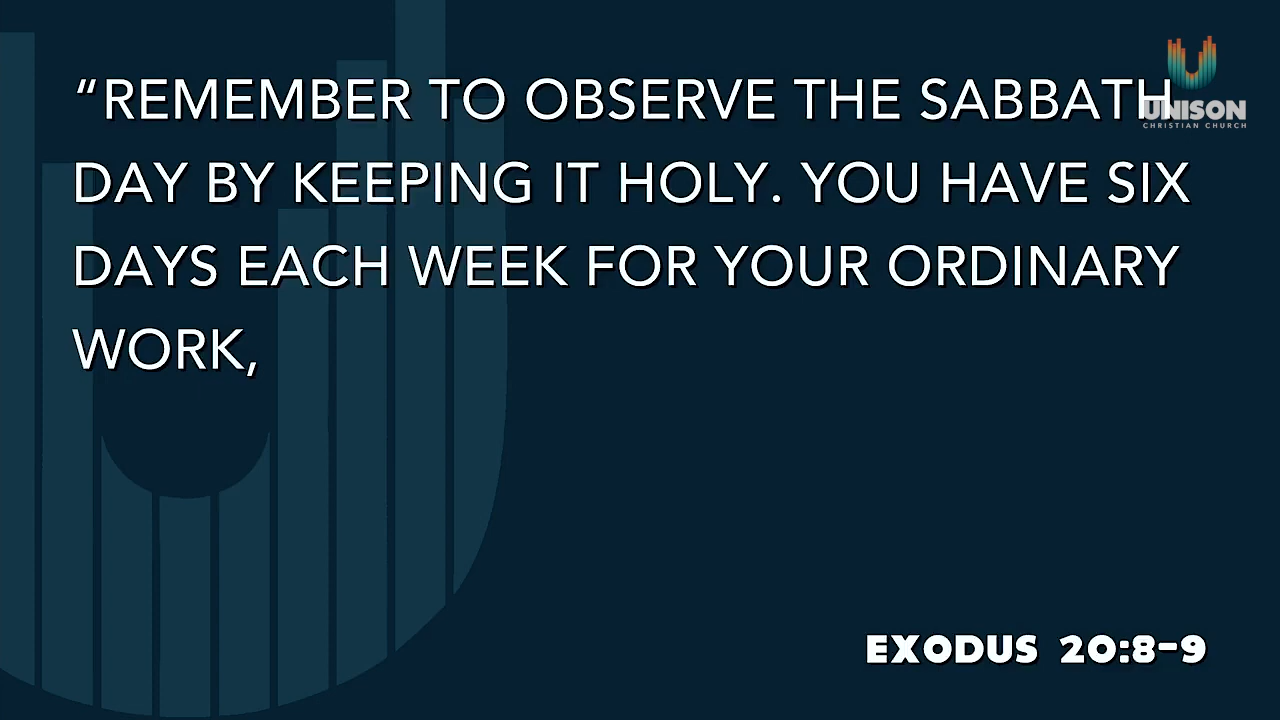 “REMEMBER TO OBSERVE THE SABBATH
DAY BY KEEPING IT HOLY. YOU HAVE SIX
DAYS EACH WEEK FOR YOUR ORDINARY
WORK,
UNISON
CHRISTIAN CHURCH
EXODUS 20:8-9